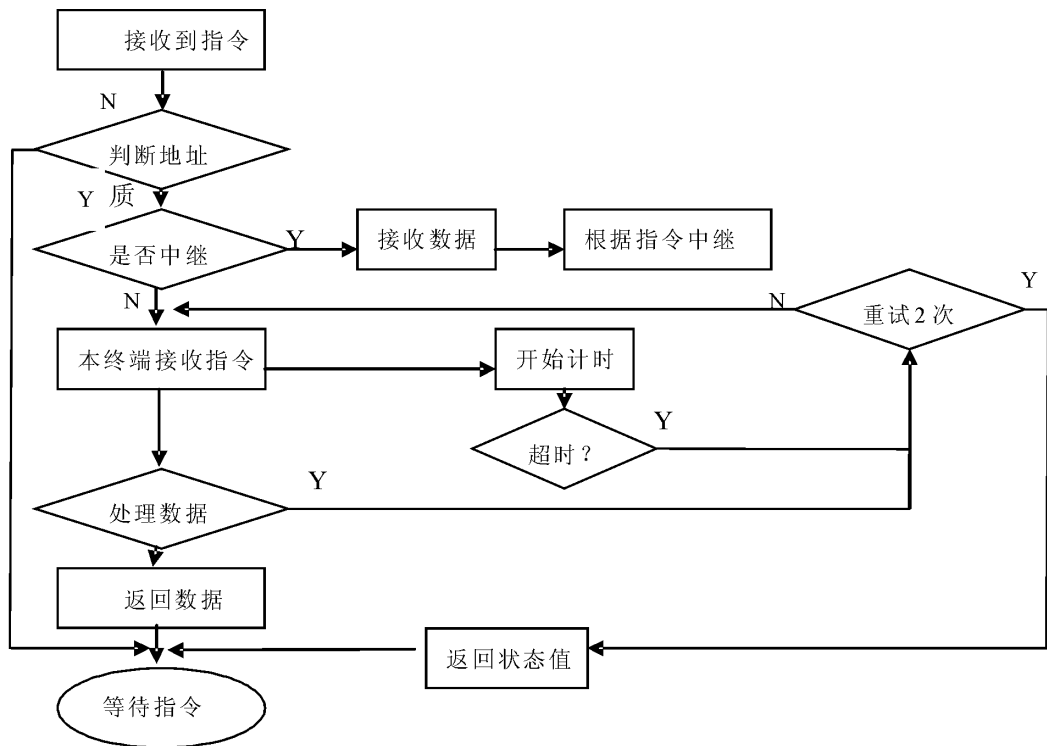 接收到指令
N
判断地址
Y 质
是否中继
Y
接收数据
根据指令中继
N
N
重试2次
Y
本终端接收指令
开始计时
超时？
Y
处理数据
Y
返回数据
返回状态值
等待指令